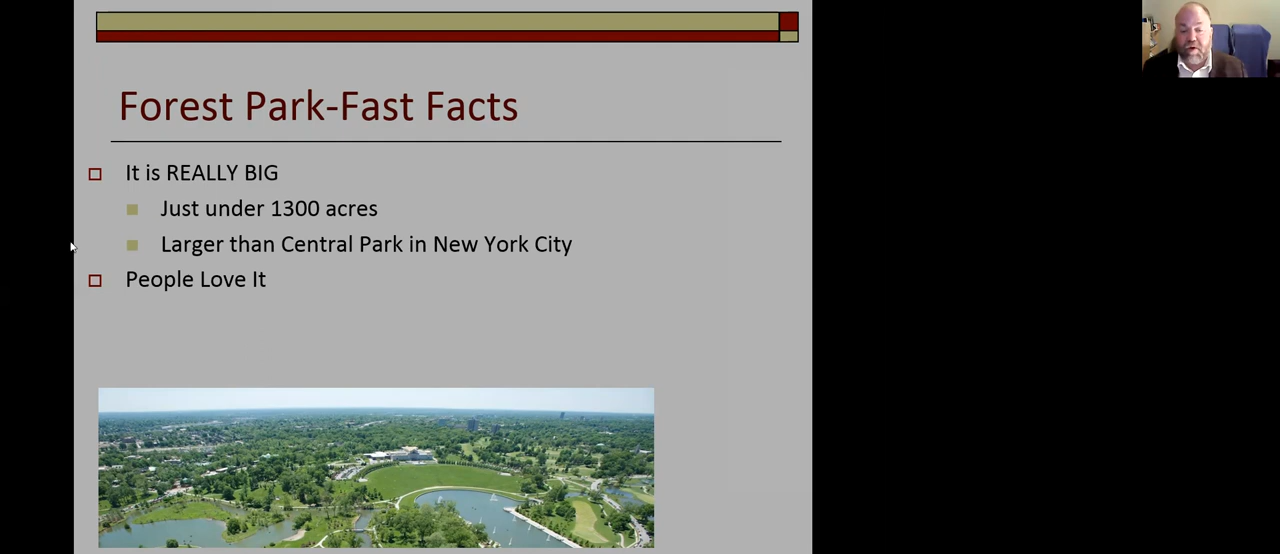 Forest Park-Fast Facts
It is REALLY BIG
Just under 1300 acres
Larger than Central Park in New York City
People Love It